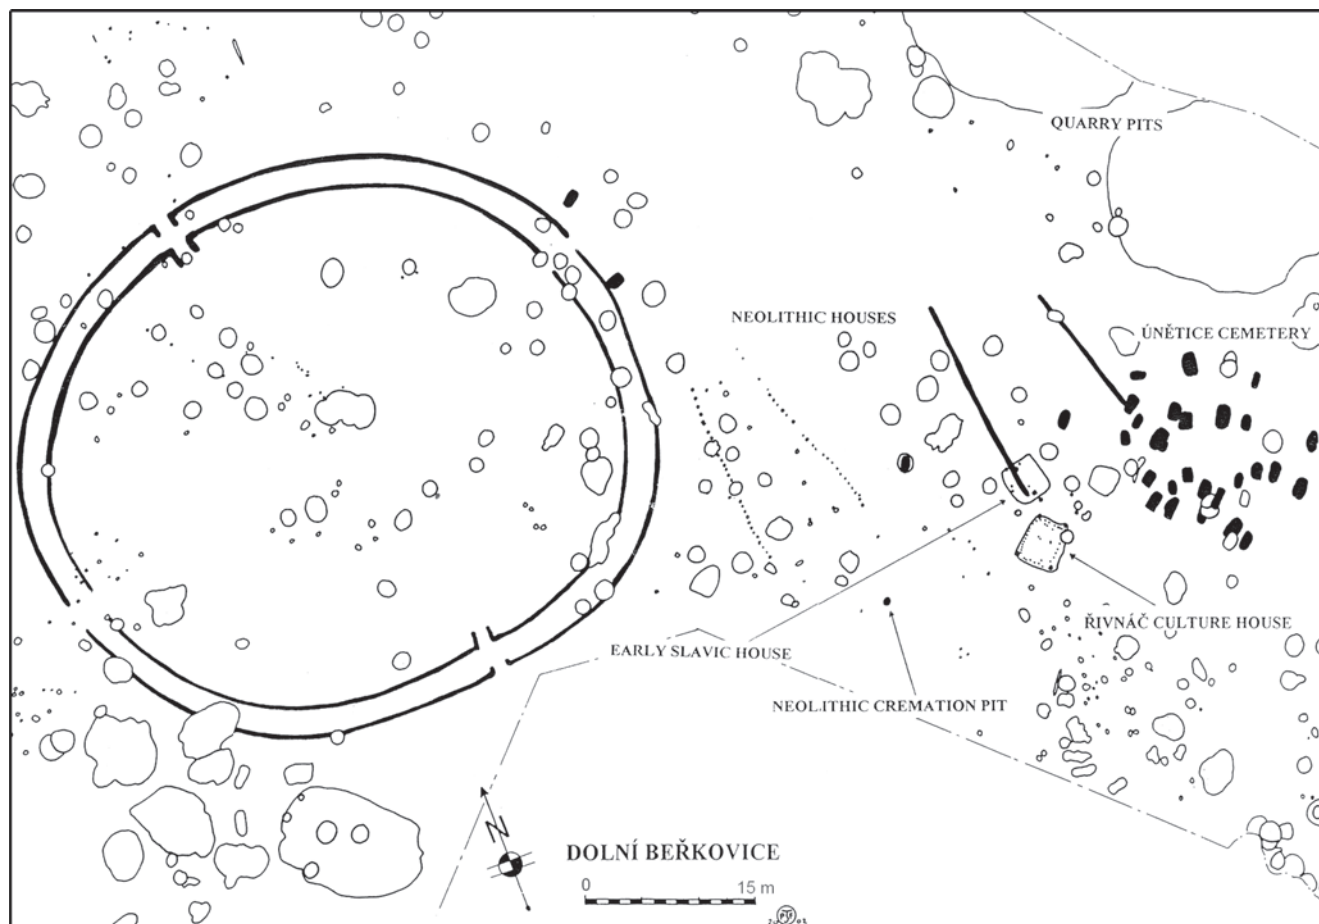 QUARRY PITS
NEOLITHIC HOUSES
ÚNĚTICE CEMETERY
ŘIVNÁČ CULTURE HOUSE
EARLY SLAVIC HOUSE
NEOLITHIC CREMATION PIT
N
DOLNÍ BEŘKOVICE
0 15 m